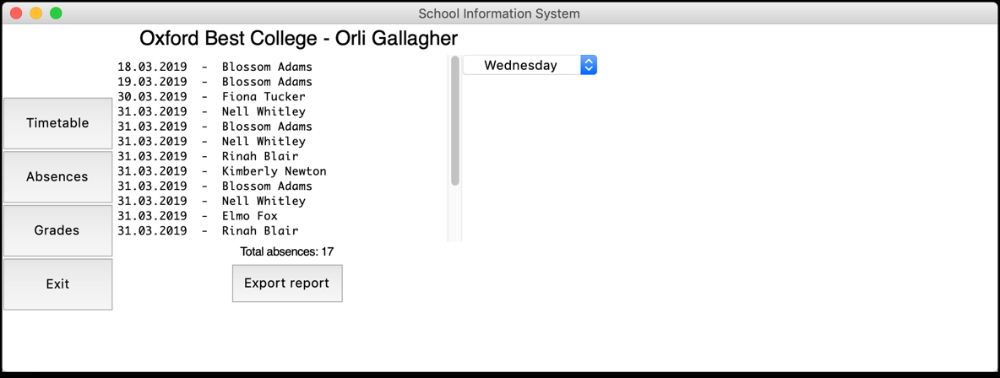 School Information System
Oxford Best College - Orli Gallagher
18.03.2019 - Blossom Adams
19.03.2019 - Blossom Adams
30.03.2019 - Fiona Tucker
31.03.2019 - Nell Whitley
31.03.2019 - Blossom Adams
31.03.2019 - Nell Whitley
31.03.2019 - Rinah Blair
31.03.2019 - Kimberly Newton
31.03.2019 - Blossom Adams
31.03.2019 - Nell Whitley
31.03.2019 - Elmo Fox
31.03.2019 - Rinah Blair
Wednesday
Timetable
Absences
Grades
Exit
Total absences: 17
Export report